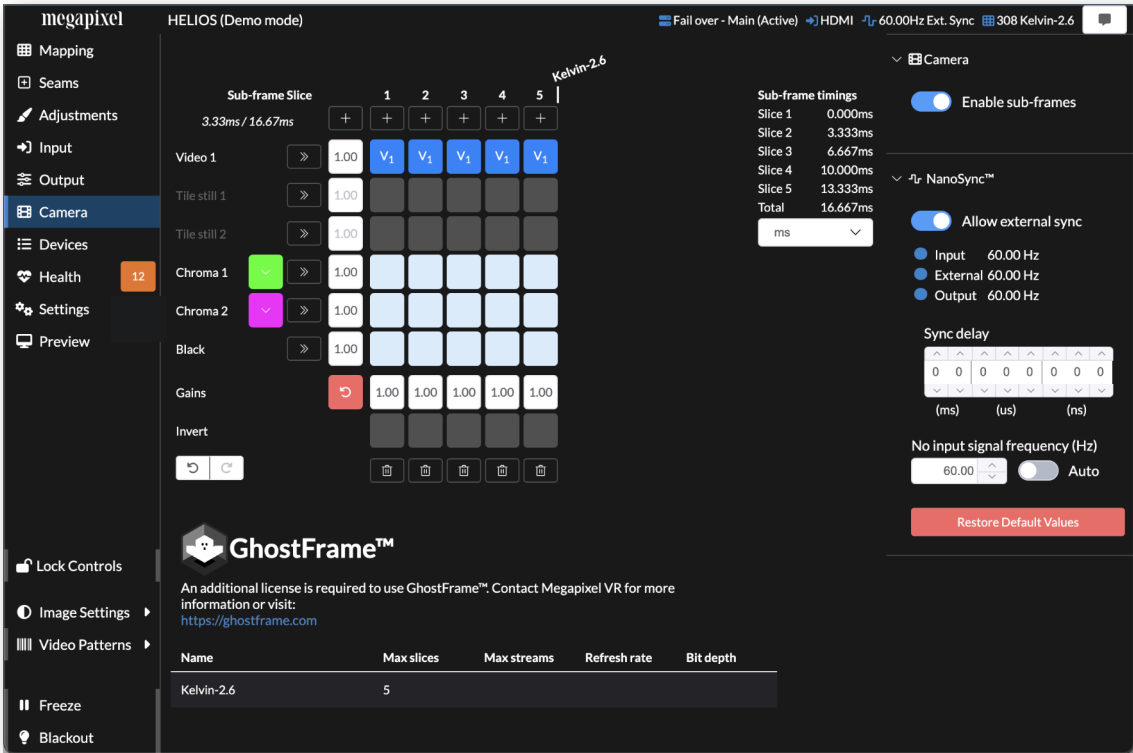 megapixel
HELIOS (Demo mode)
Fail over - Main (Active) HDMI 60.00Hz Ext. Sync 308 Kelvin-2.6
Mapping
Seams
Adjustments
Input
Output
Camera
Devices
Health 12
Settings
Preview
Lock Controls
Image Settings
Video Patterns
Freeze
Blackout
Kelvin-2.6
Sub-frame Slice 1 2 3 4 5
3.33ms / 16.67ms + + + + + +
Video 1 1.00 V1 V1 V1 V1 V1
Tile still 1 1.00
Tile still 2 1.00
Chroma 1 1.00
Chroma 2 1.00
Black 1.00
Gains 1.00 1.00 1.00 1.00 1.00
Invert
Sub-frame timings
Slice 1 0.000ms
Slice 2 3.333ms
Slice 3 6.667ms
Slice 4 10.000ms
Slice 5 13.333ms
Total 16.667ms
ms
GhostFrame™
An additional license is required to use GhostFrame™. Contact Megapixel VR for more
information or visit:
https://ghostframe.com
Name Max slices Max streams Refresh rate Bit depth
Kelvin-2.6 5
Camera
Enable sub-frames
NanoSync™
Allow external sync
Input 60.00 Hz
External 60.00 Hz
Output 60.00 Hz
Sync delay
0 0 0 0 0 0 0 0
(ms) (us) (ns)
No input signal frequency (Hz)
60.00 Auto
Restore Default Values